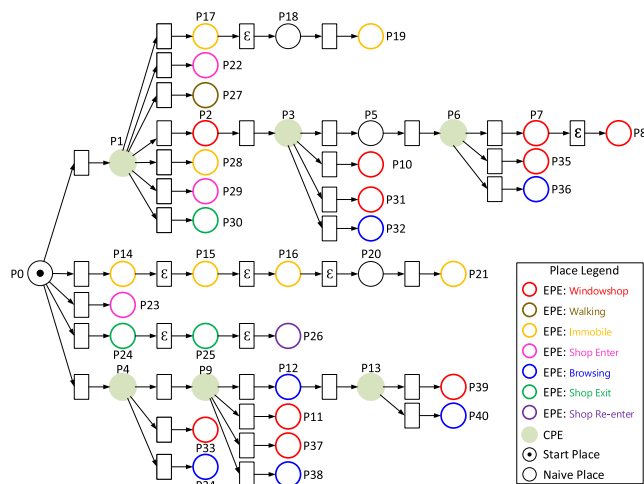 P17
P18
ε
P19
P22
P27
P1
P2
P3
P5
P6
P7
ε
P8
P28
P10
P35
P29
P31
P36
P30
P32
P0
P14
P15
P16
P20
ε
ε
ε
P21
P23
ε
ε
P26
P24
P25
P4
P9
P12
P13
P39
P11
P40
P33
P37
P34
P38
Place Legend
EPE: Windowshop
EPE: Walking
EPE: Immobile
EPE: Shop Enter
EPE: Browsing
EPE: Shop Exit
EPE: Shop Re-enter
CPE
Start Place
Naive Place